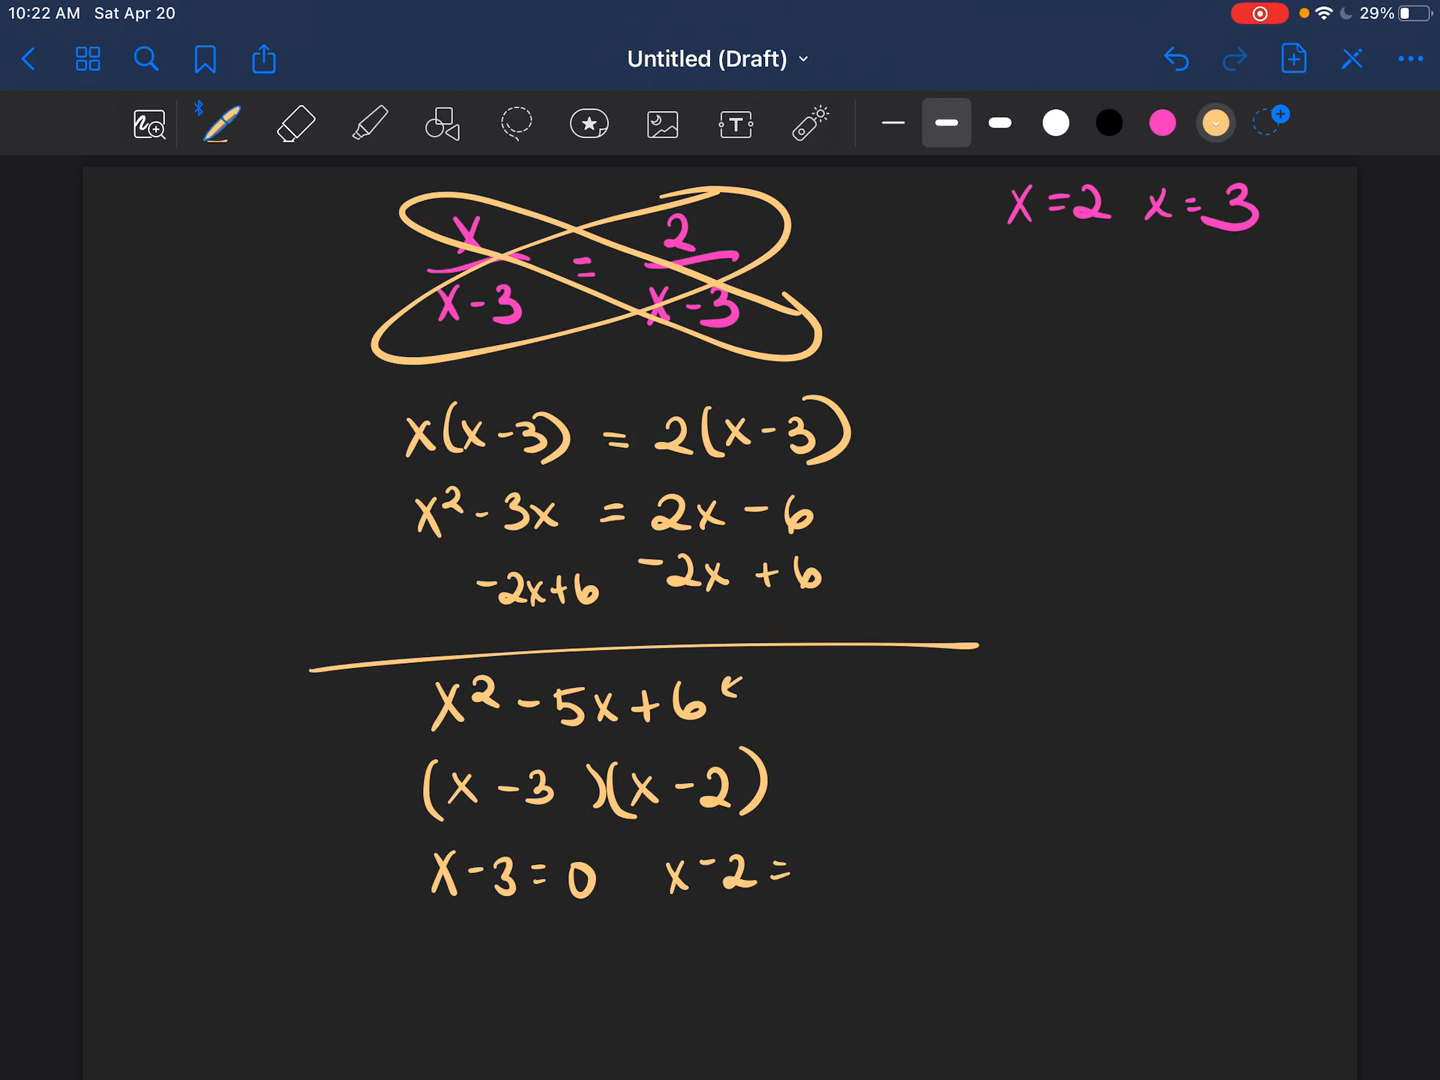 10:22 AM Sat Apr 20 29%
Untitled (Draft)
T
x = 2 x = 3
x/x - 3 = 2/x - 3
x(x - 3) = 2(x - 3)
x² - 3x = 2x - 6
-2x + 6 -2x + 6
x² - 5x + 6
(x - 3 )(x - 2)
x - 3 = 0 x - 2 =